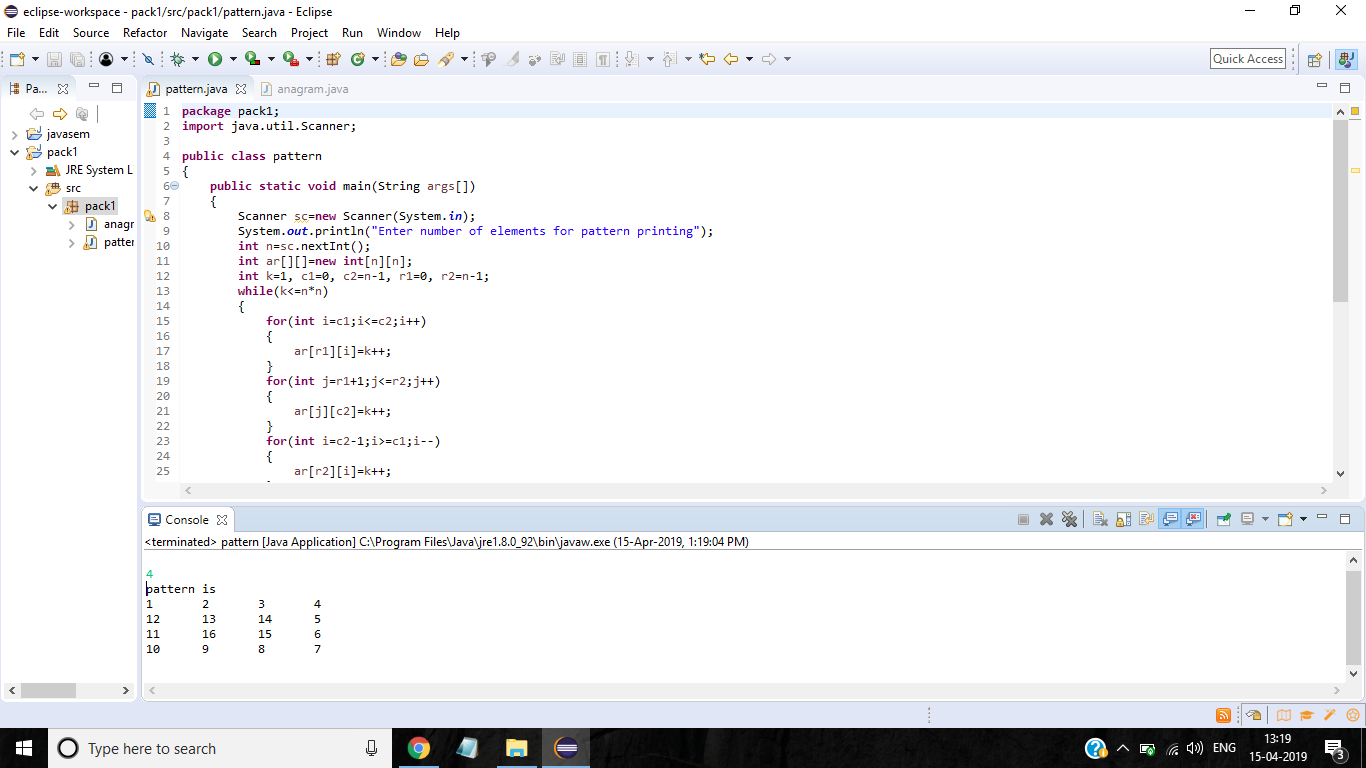 eclipse-workspace - pack1/src/pack1/pattern.java - Eclipse
File Edit Source Refactor Navigate Search Project Run Window Help
Quick Access
Pa...
pattern.java
anagram.java
javasem
pack1
JRE System L
src
pack1
anagr
patter
1 package pack1;
2 import java.util.Scanner;
3
4 public class pattern
5 {
6 public static void main(String args[])
7 {
8 Scanner sc=new Scanner(System.in);
9 System.out.println("Enter number of elements for pattern printing");
10 int n=sc.nextInt();
11 int ar[][]=new int[n][n];
12 int k=1, c1=0, c2=n-1, r1=0, r2=n-1;
13 while(k<=n*n)
14 {
15 for(int i=c1;i<=c2;i++)
16 {
17 ar[r1][i]=k++;
18 }
19 for(int j=r1+1;j<=r2;j++)
20 {
21 ar[j][c2]=k++;
22 }
23 for(int i=c2-1;i>=c1;i--)
24 {
25 ar[r2][i]=k++;
Console
<terminated> pattern [Java Application] C:\Program Files\Java\jre1.8.0_92\bin\javaw.exe (15-Apr-2019, 1:19:04 PM)
4
pattern is
1 2 3 4
12 13 14 5
11 16 15 6
10 9 8 7
Type here to search
ENG
13:19
15-04-2019
3